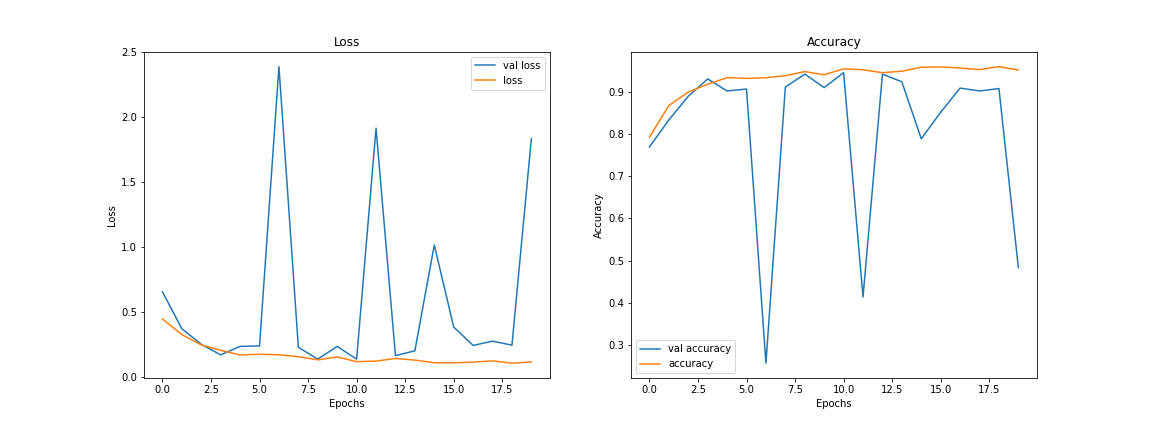 Loss
2.5
2.0
1.5
1.0
0.5
0.0
Loss
val loss
loss
0.0 2.5 5.0 7.5 10.0 12.5 15.0 17.5
Epochs
Accuracy
0.9
0.8
0.7
0.6
0.5
0.4
0.3
Accuracy
val accuracy
accuracy
0.0 2.5 5.0 7.5 10.0 12.5 15.0 17.5
Epochs